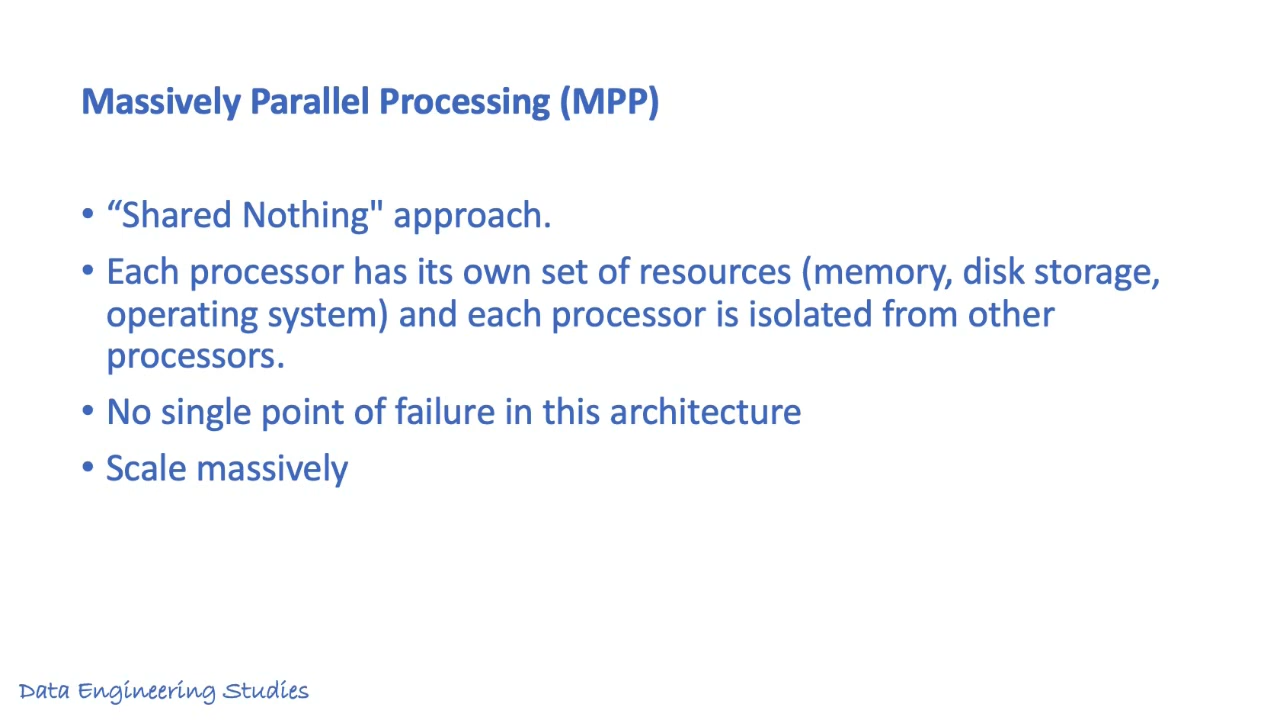 Massively Parallel Processing (MPP)
• “Shared Nothing" approach.
• Each processor has its own set of resources (memory, disk storage,
operating system) and each processor is isolated from other
processors.
• No single point of failure in this architecture
• Scale massively
Data Engineering Studies